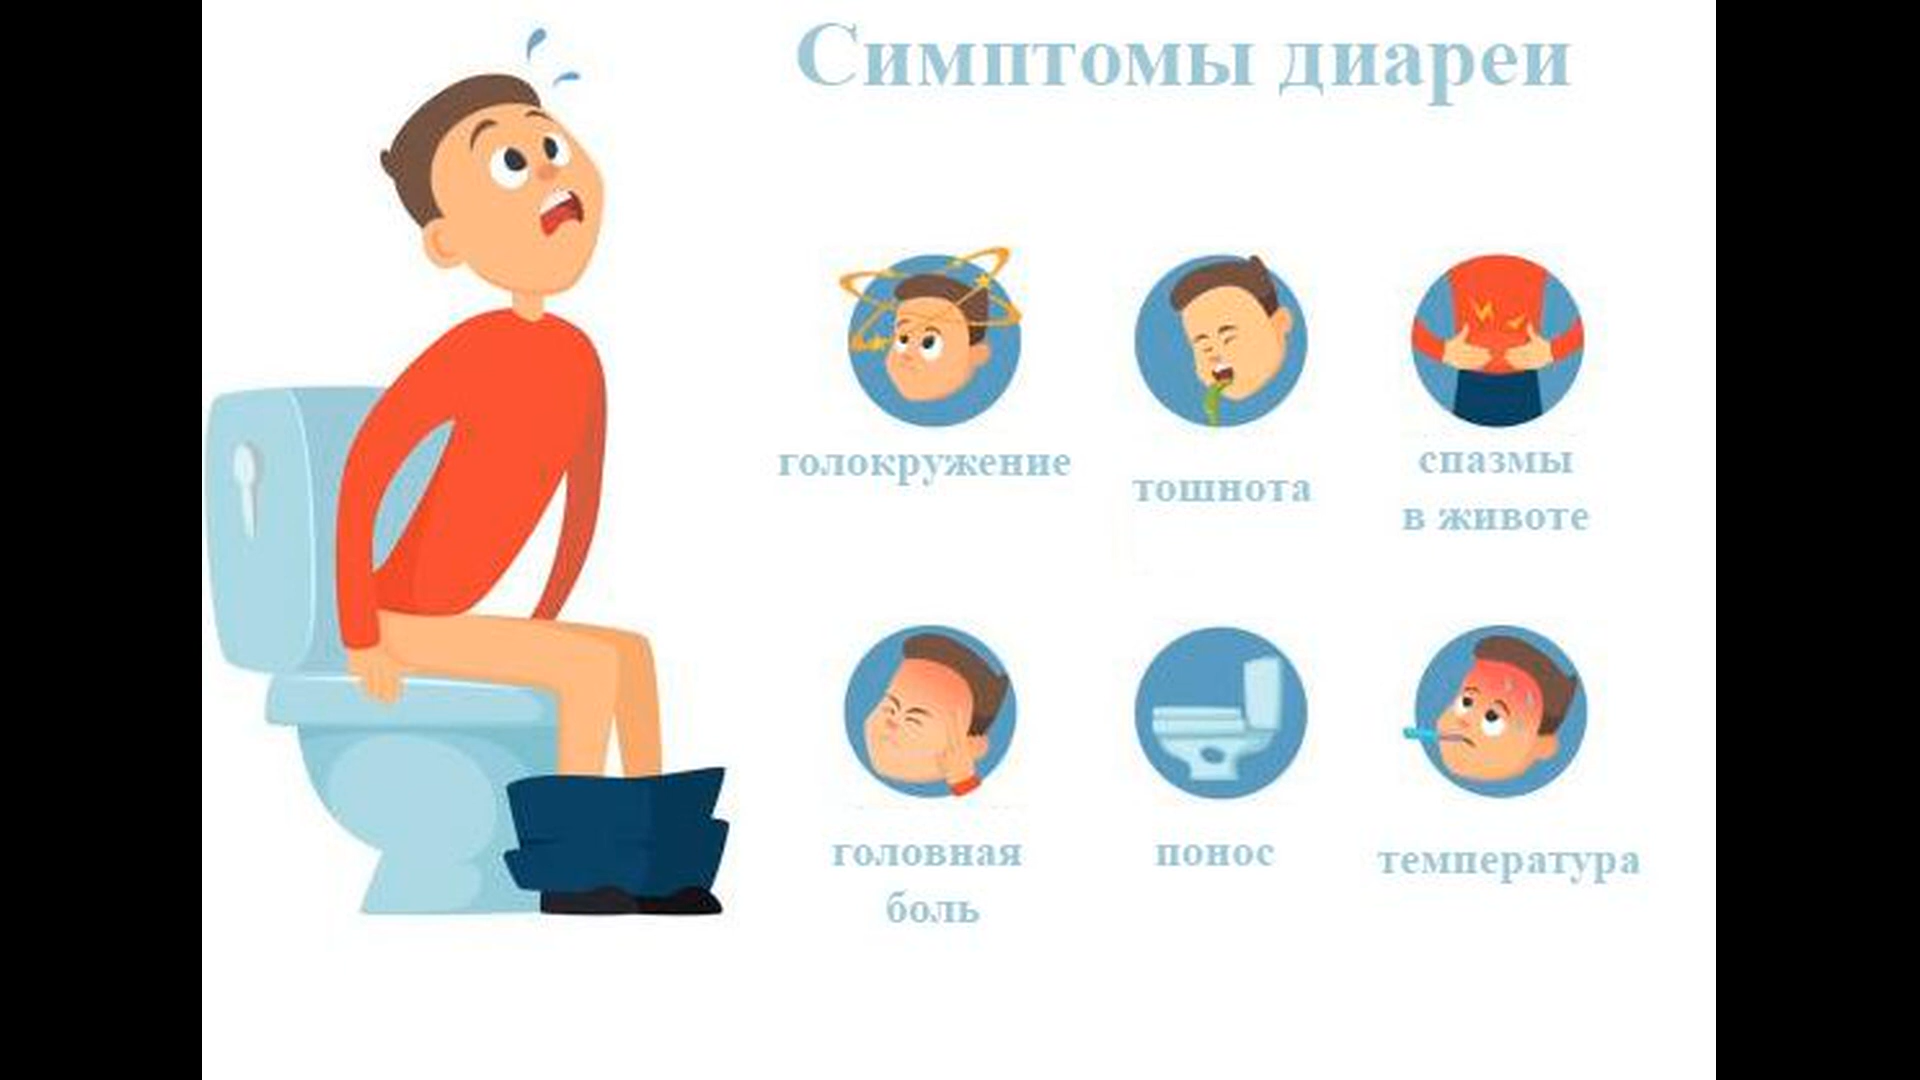 Симптомы диареи
голокружение
тошнота
спазмы
в животе
головная
боль
понос
температура